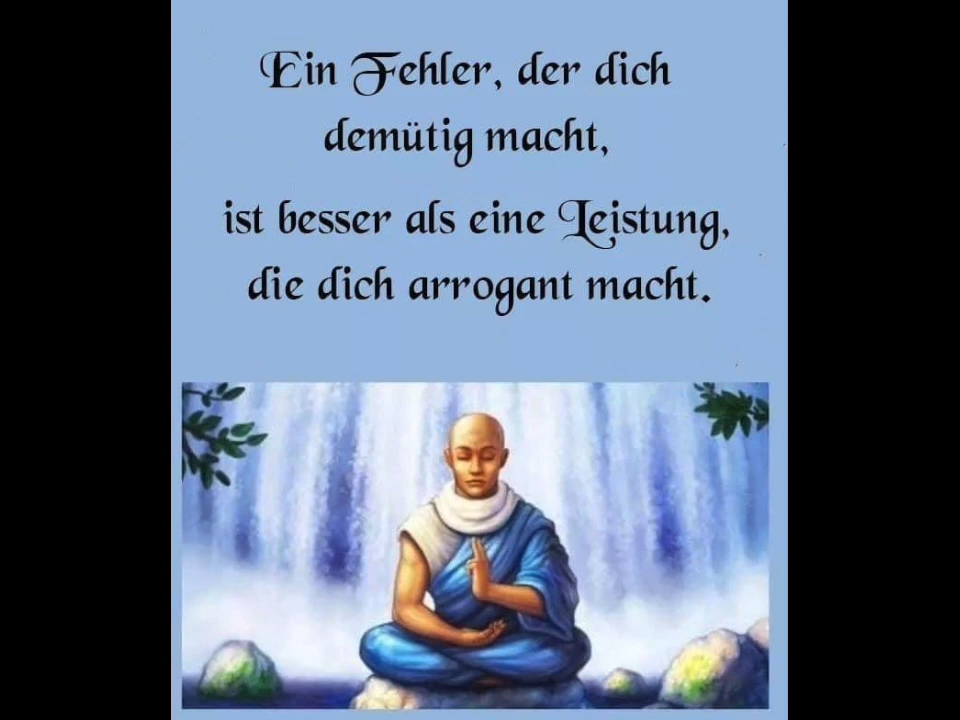 Ein Fehler, der dich
demütig macht,
ist besser als eine Leistung,
die dich arrogant macht.